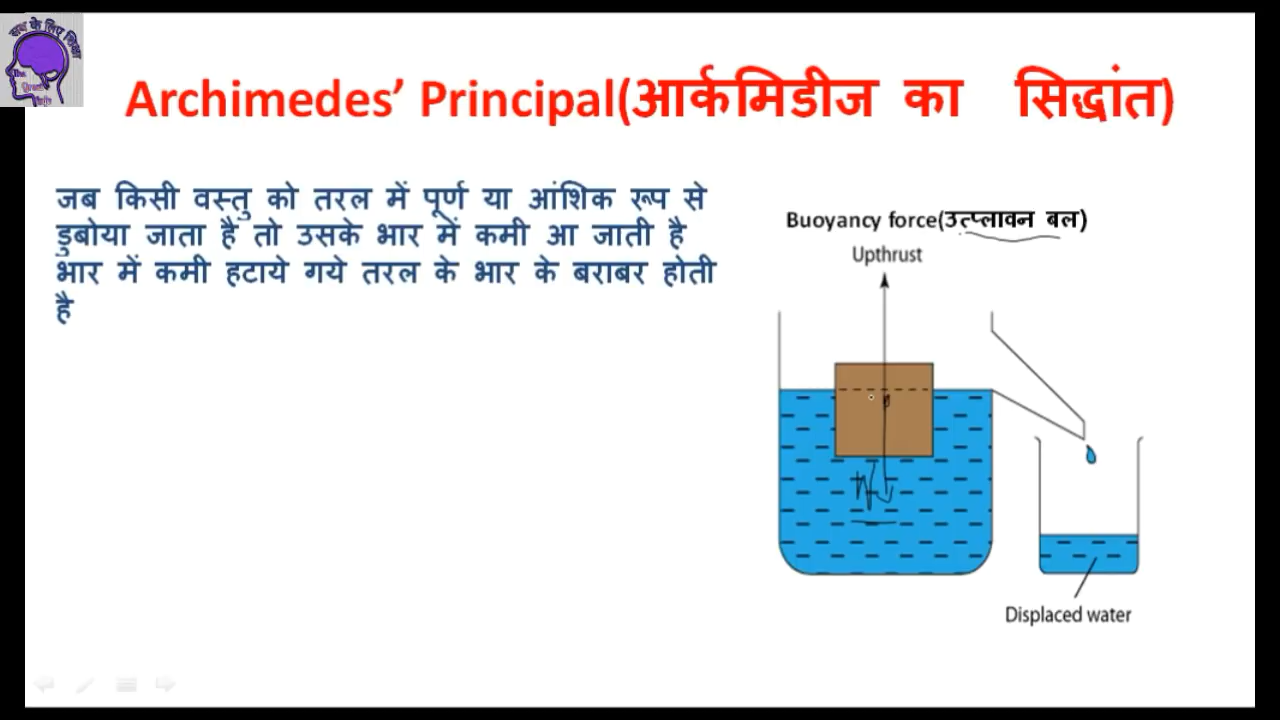 सब के लिए शिक्षा
Archimedes’ Principal(आर्कमिडीज का सिद्धांत)
जब किसी वस्तु को तरल में पूर्ण या आंशिक रूप से
डुबोया जाता है तो उसके भार में कमी आ जाती है
भार में कमी हटाये गये तरल के भार के बराबर होती
है
Buoyancy force(उत्प्लावन बल)
Upthrust
Displaced water